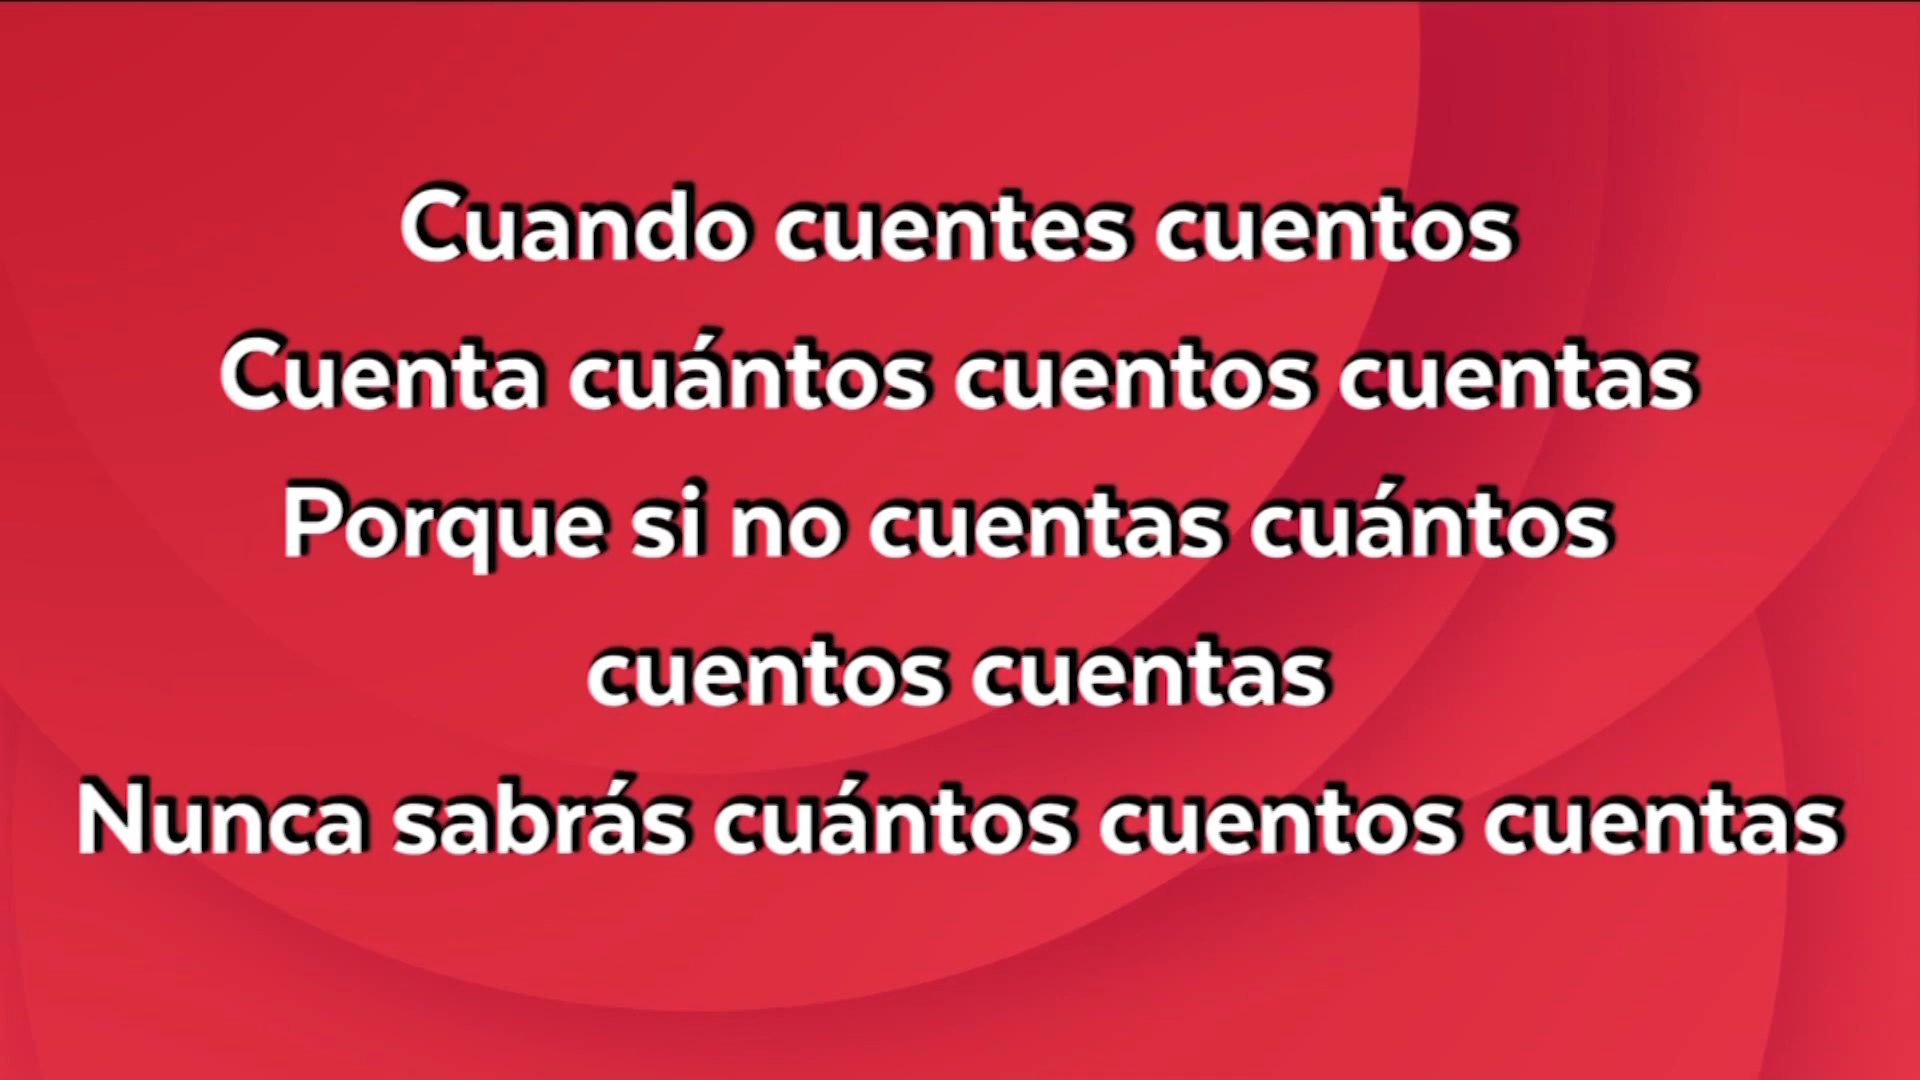 Cuando cuentes cuentos
Cuenta cuántos cuentos cuentas
Porque si no cuentas cuántos
cuentos cuentas
Nunca sabrás cuántos cuentos cuentas